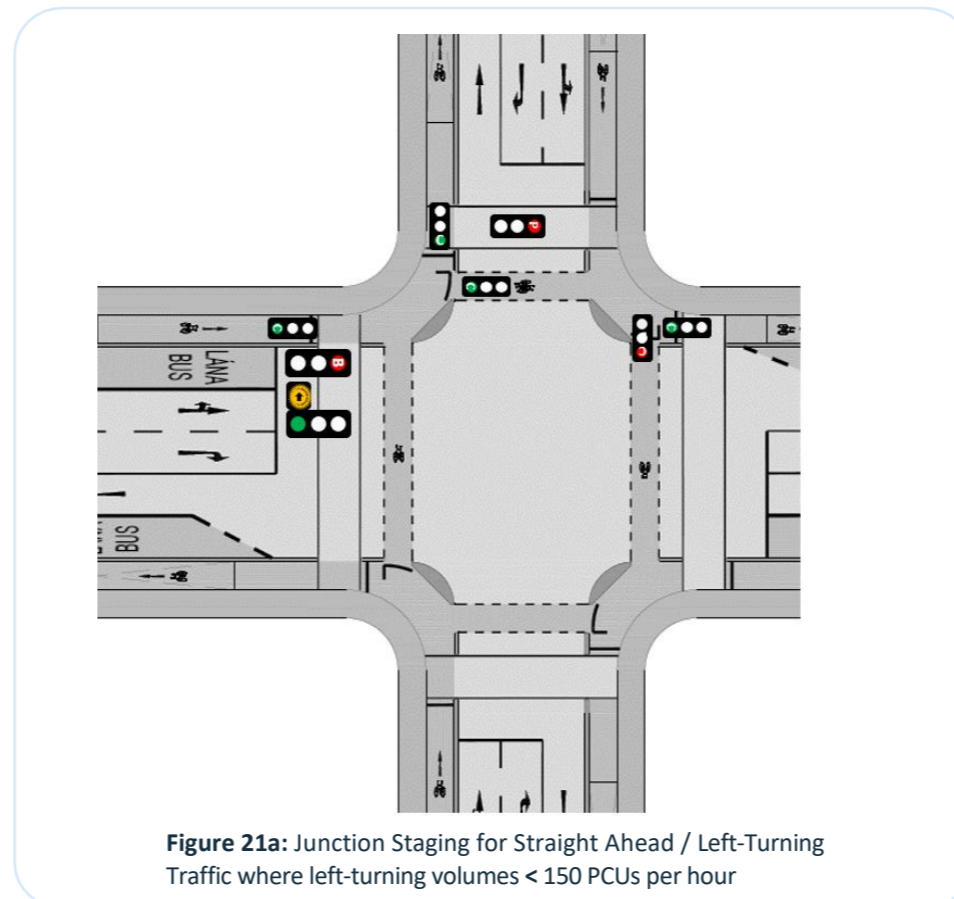 P
LÁNA
BUS
B
BUS
Figure 21a: Junction Staging for Straight Ahead / Left-Turning
Traffic where left-turning volumes < 150 PCUs per hour